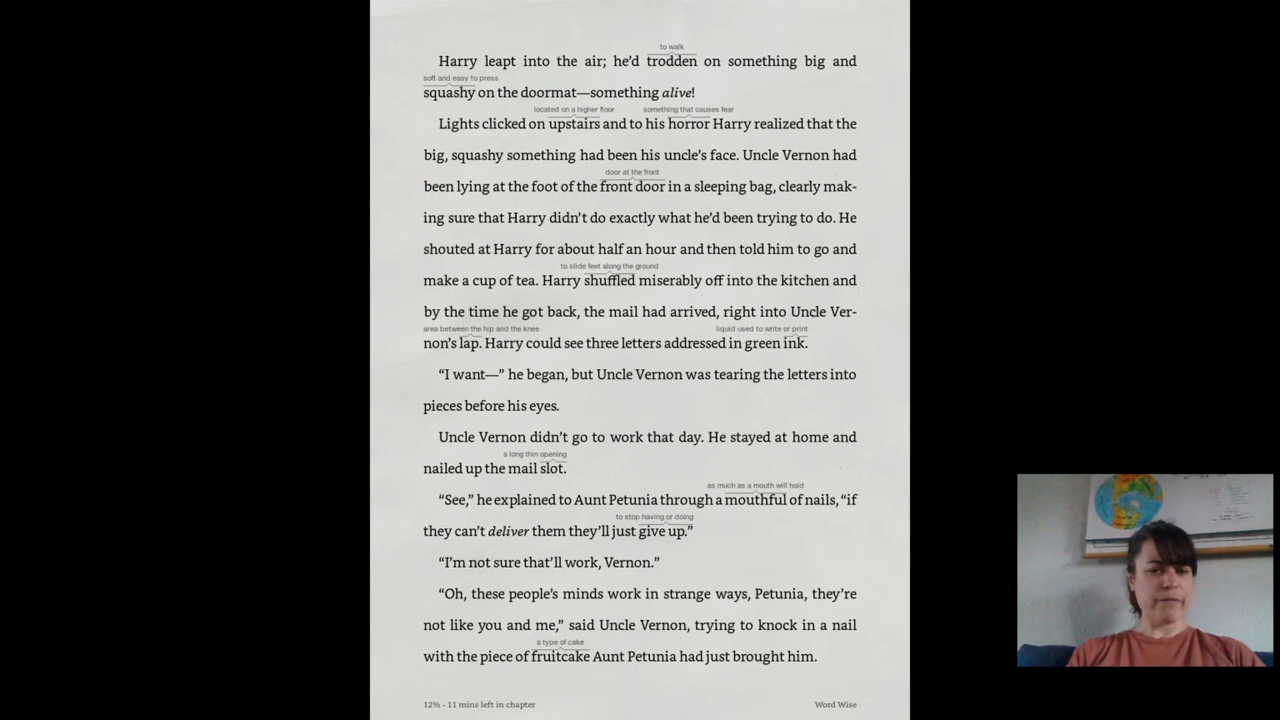 to walk
Harry leapt into the air; he’d trodden on something big and
soft and easy to press
squashy on the doormat—something alive!
located on a higher floor something that causes fear
Lights clicked on upstairs and to his horror Harry realized that the
big, squashy something had been his uncle’s face. Uncle Vernon had
door at the front
been lying at the foot of the front door in a sleeping bag, clearly mak-
ing sure that Harry didn’t do exactly what he’d been trying to do. He
shouted at Harry for about half an hour and then told him to go and
to slide feet along the ground
make a cup of tea. Harry shuffled miserably off into the kitchen and
by the time he got back, the mail had arrived, right into Uncle Ver-
area between the hip and the knee liquid used to write or print
non’s lap. Harry could see three letters addressed in green ink.
“I want—” he began, but Uncle Vernon was tearing the letters into
pieces before his eyes.
Uncle Vernon didn’t go to work that day. He stayed at home and
a long thin opening
nailed up the mail slot.
as much as a mouth will hold
“See,” he explained to Aunt Petunia through a mouthful of nails, “if
to stop having or doing
they can’t deliver them they’ll just give up.”
“I’m not sure that’ll work, Vernon.”
“Oh, these people’s minds work in strange ways, Petunia, they’re
not like you and me,” said Uncle Vernon, trying to knock in a nail
a type of cake
with the piece of fruitcake Aunt Petunia had just brought him.
12% - 11 mins left in chapter Word Wise